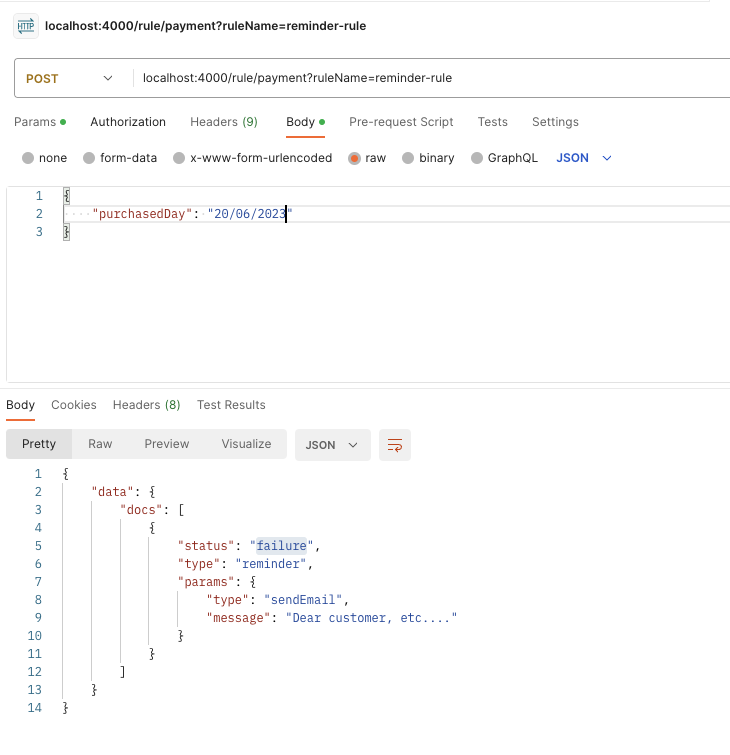 HTTP localhost:4000/rule/payment?ruleName=reminder-rule
POST localhost:4000/rule/payment?ruleName=reminder-rule
Params Authorization Headers (9) Body Pre-request Script Tests Settings
none form-data x-www-form-urlencoded raw binary GraphQL JSON
1 {
2 ····"purchasedDay":·"20/06/2023"
3 }
Body Cookies Headers (8) Test Results
Pretty Raw Preview Visualize JSON
1 {
2 "data": {
3 "docs": [
4 {
5 "status": "failure",
6 "type": "reminder",
7 "params": {
8 "type": "sendEmail",
9 "message": "Dear customer, etc...."
10 }
11 }
12 ]
13 }
14 }